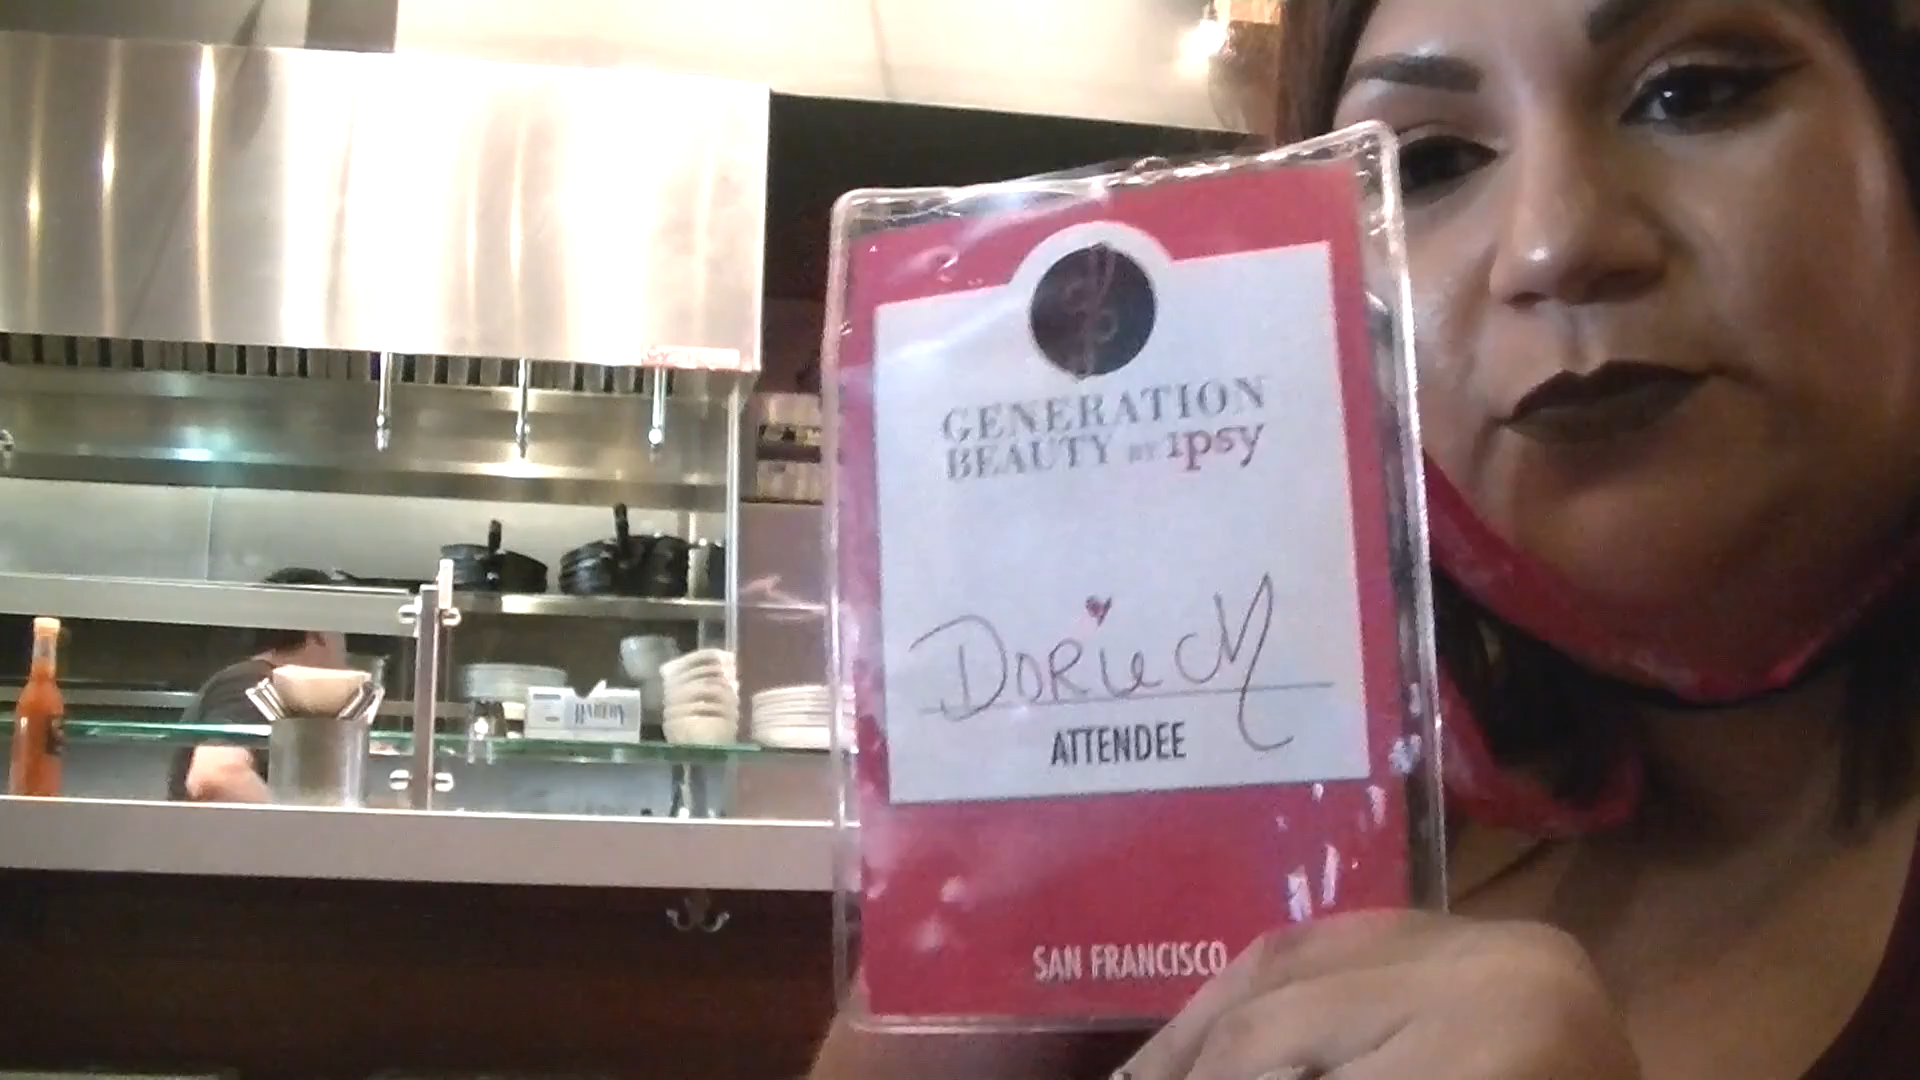 GENERATION
BEAUTY BY ipsy
DORie M
ATTENDEE
SAN FRANCISCO